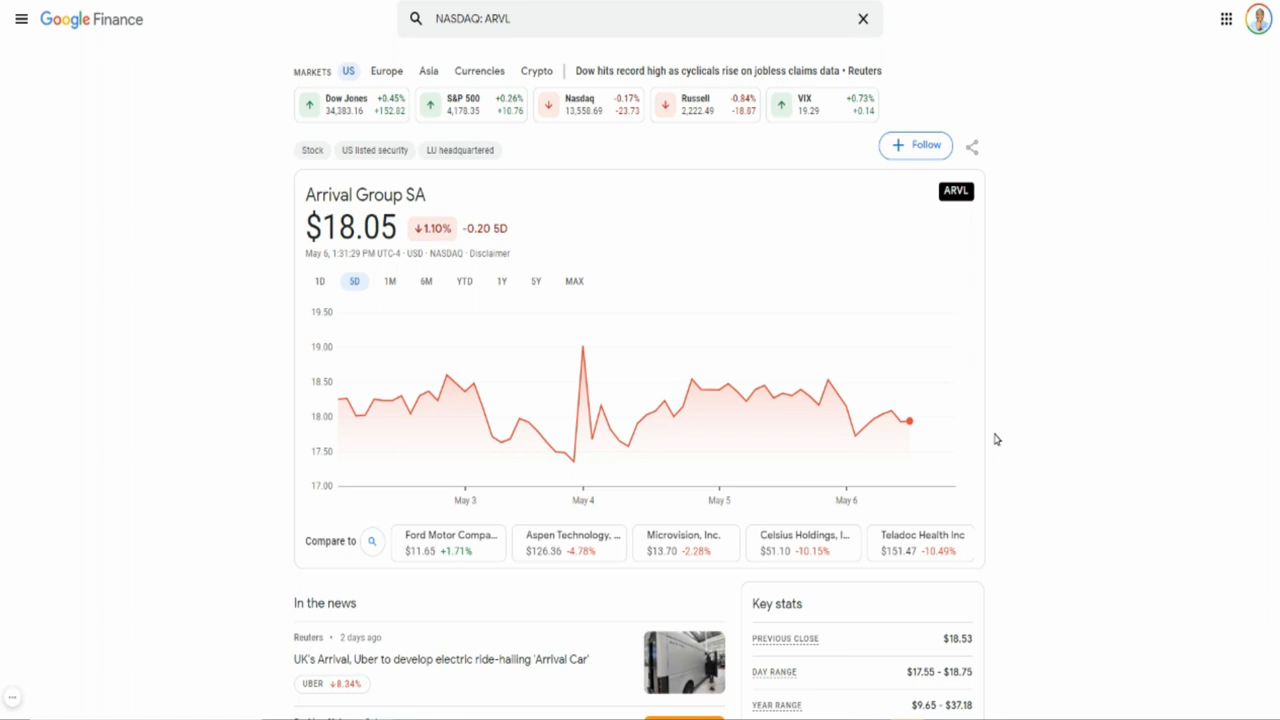 Google Finance
NASDAQ: ARVL
MARKETS US Europe Asia Currencies Crypto Dow hits record high as cyclicals rise on jobless claims data • Reuters
Dow Jones +0.45% S&P 500 +0.26% Nasdaq -0.17% Russell -0.84% VIX +0.73%
34,383.16 +152.82 4,178.35 +10.76 13,558.69 -23.73 2,222.49 -18.87 19.29 +0.14
Stock US listed security LU headquartered + Follow
Arrival Group SA ARVL
$18.05 ↓1.10% -0.20 5D
May 6, 1:31:29 PM UTC-4 · USD · NASDAQ · Disclaimer
1D 5D 1M 6M YTD 1Y 5Y MAX
19.50
19.00
18.50
18.00
17.50
17.00
May 3 May 4 May 5 May 6
Compare to
Ford Motor Compa... Aspen Technology, ... Microvision, Inc. Celsius Holdings, I... Teladoc Health Inc
$11.65 +1.71% $126.36 -4.78% $13.70 -2.28% $51.10 -10.15% $151.47 -10.49%
In the news
Reuters • 2 days ago
UK's Arrival, Uber to develop electric ride-hailing 'Arrival Car'
UBER ↓8.34%
Key stats
PREVIOUS CLOSE $18.53
DAY RANGE $17.55 - $18.75
YEAR RANGE $9.65 - $37.18